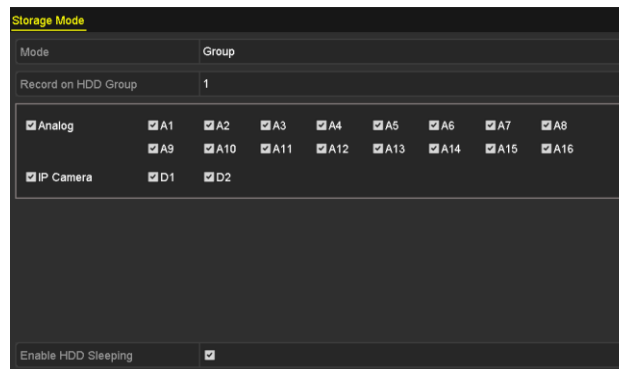 Storage Mode
Mode Group
Record on HDD Group 1
Analog A1 A2 A3 A4 A5 A6 A7 A8
A9 A10 A11 A12 A13 A14 A15 A16
IP Camera D1 D2
Enable HDD Sleeping